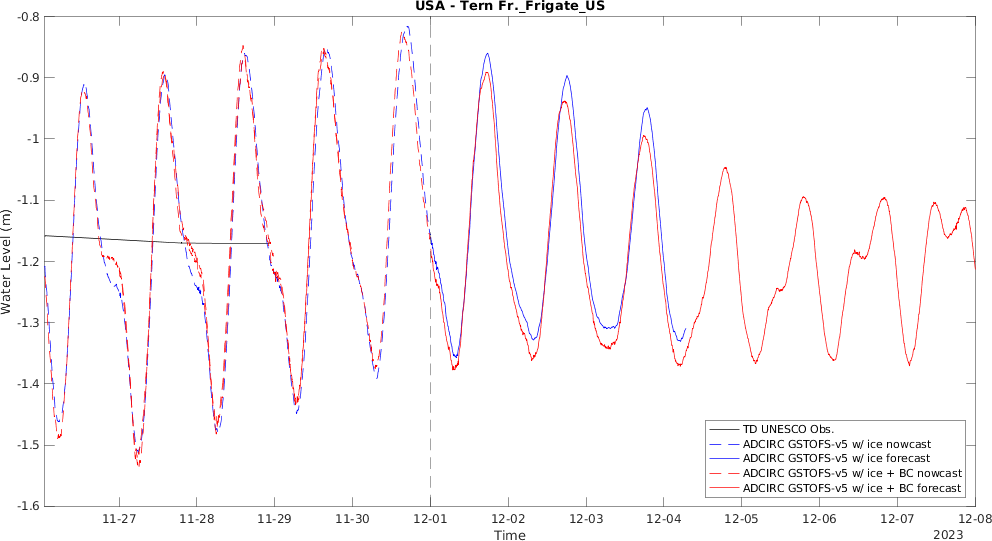 USA - Tern Fr._Frigate_US
-0.8
-0.9
-1
-1.1
-1.2
-1.3
-1.4
-1.5
-1.6
Water Level (m)
TD UNESCO Obs.
ADCIRC GSTOFS-v5 w/ ice nowcast
ADCIRC GSTOFS-v5 w/ ice forecast
ADCIRC GSTOFS-v5 w/ ice + BC nowcast
ADCIRC GSTOFS-v5 w/ ice + BC forecast
11-27 11-28 11-29 11-30 12-01 12-02 12-03 12-04 12-05 12-06 12-07 12-08
Time
2023